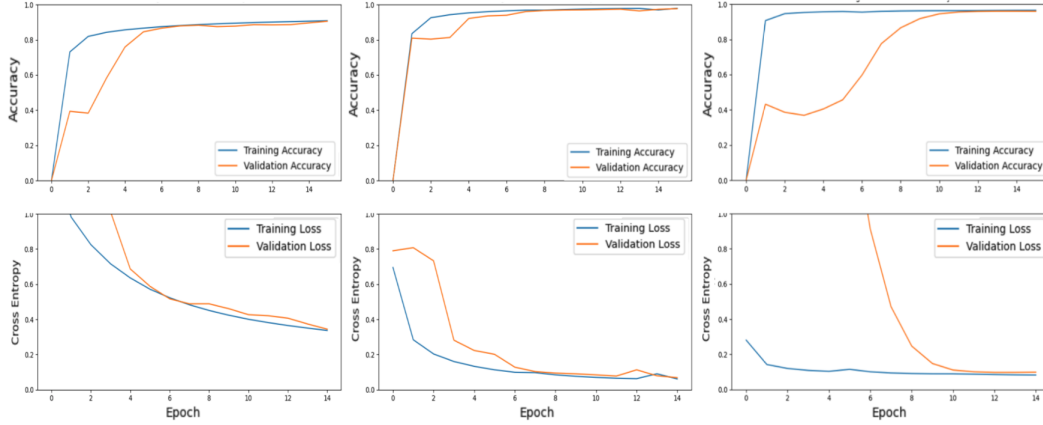 Accuracy
1.0
0.8
0.6
0.4
0.2
0.0
0 2 4 6 8 10 12 14
Training Accuracy
Validation Accuracy
Accuracy
1.0
0.8
0.6
0.4
0.2
0.0
0 2 4 6 8 10 12 14
Training Accuracy
Validation Accuracy
Accuracy
1.0
0.8
0.6
0.4
0.2
0.0
0 2 4 6 8 10 12 14
Training Accuracy
Validation Accuracy
Cross Entropy
1.0
0.8
0.6
0.4
0.2
0.0
0 2 4 6 8 10 12 14
Training Loss
Validation Loss
Epoch
Cross Entropy
1.0
0.8
0.6
0.4
0.2
0.0
0 2 4 6 8 10 12 14
Training Loss
Validation Loss
Epoch
Cross Entropy
1.0
0.8
0.6
0.4
0.2
0.0
0 2 4 6 8 10 12 14
Training Loss
Validation Loss
Epoch